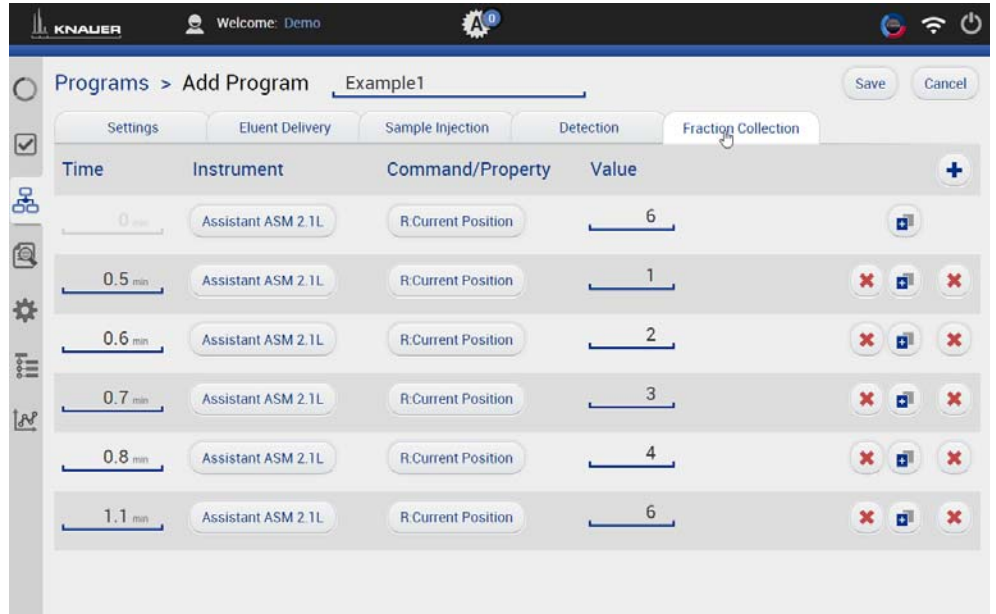 KNAUER Welcome: Demo A 0
Programs > Add Program Example1 Save Cancel
Settings Eluent Delivery Sample Injection Detection Fraction Collection
Time Instrument Command/Property Value
0 min Assistant ASM 2.1L R:Current Position 6
0.5 min Assistant ASM 2.1L R:Current Position 1
0.6 min Assistant ASM 2.1L R:Current Position 2
0.7 min Assistant ASM 2.1L R:Current Position 3
0.8 min Assistant ASM 2.1L R:Current Position 4
1.1 min Assistant ASM 2.1L R:Current Position 6